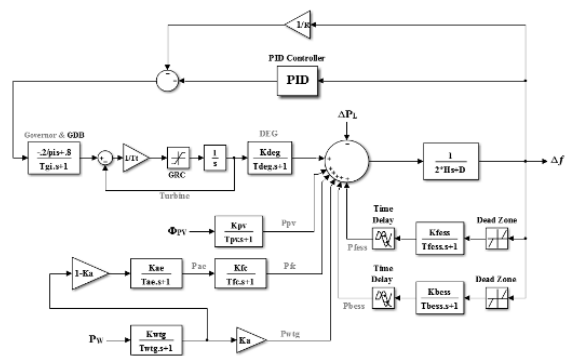 1/R
PID Controller
PID
Governor & GDB
-.2/pis+.8
Tgi.s+1
1/Tt
GRC
1
s
Turbine
DEG
Kdeg
Tdeg.s+1
ΔPL
1
2*Hs+D
Δf
ΦPV
Kpv
Tpv.s+1
Ppv
Time
Delay
Pfess
Kfess
Tfess.s+1
Dead Zone
1-Ka
Kae
Tae.s+1
Pae
Kfc
Tfc.s+1
Pfc
Time
Delay
Pbess
Kbess
Tbess.s+1
Dead Zone
PW
Kwtg
Twtg.s+1
Ka
Pwtg